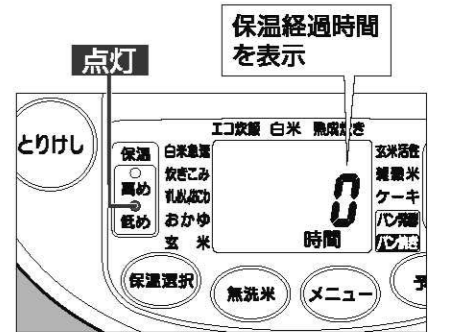 保温経過時間
を表示
点灯
とりけし
エコ炊飯 白米 熟成炊き
保温
高め
低め
白米急速
炊きこみ
おかゆ
玄 米
0
時間
玄米活性
雑穀米
ケーキ
パン発酵
パン焼き
保温選択
無洗米
メニュー
予